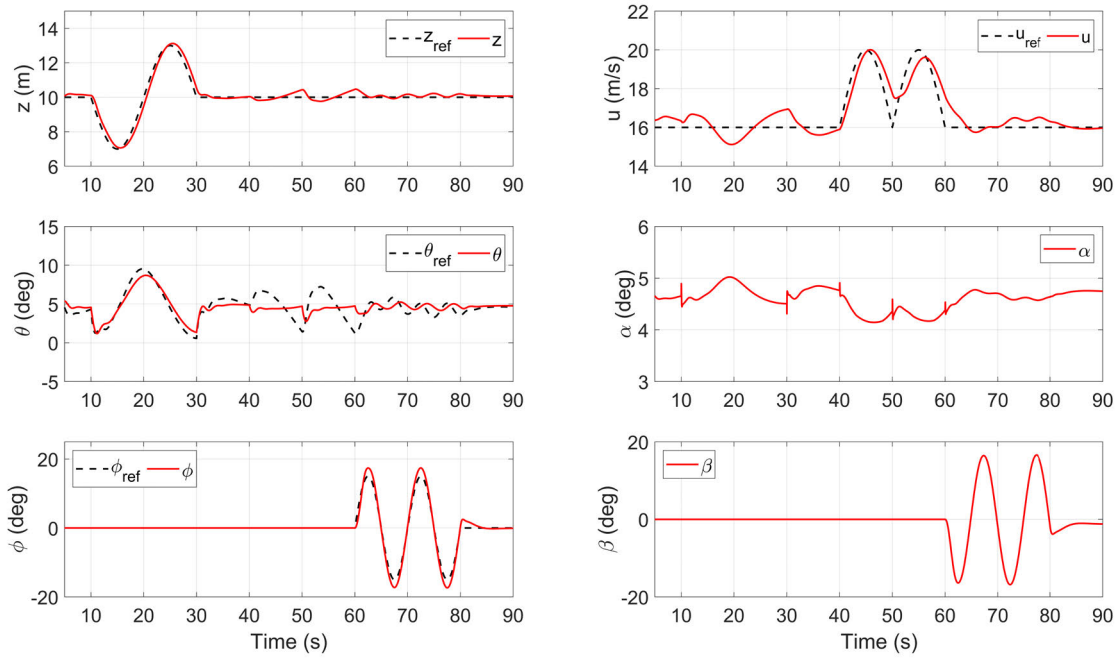 z_ref z
z (m)
14
12
10
8
6
10 20 30 40 50 60 70 80 90
u_ref u
u (m/s)
22
20
18
16
14
10 20 30 40 50 60 70 80 90
θ_ref θ
θ (deg)
15
10
5
0
-5
10 20 30 40 50 60 70 80 90
α
α (deg)
6
5
4
3
10 20 30 40 50 60 70 80 90
ϕ_ref ϕ
ϕ (deg)
20
0
-20
10 20 30 40 50 60 70 80 90
Time (s)
β
β (deg)
20
0
-20
10 20 30 40 50 60 70 80 90
Time (s)